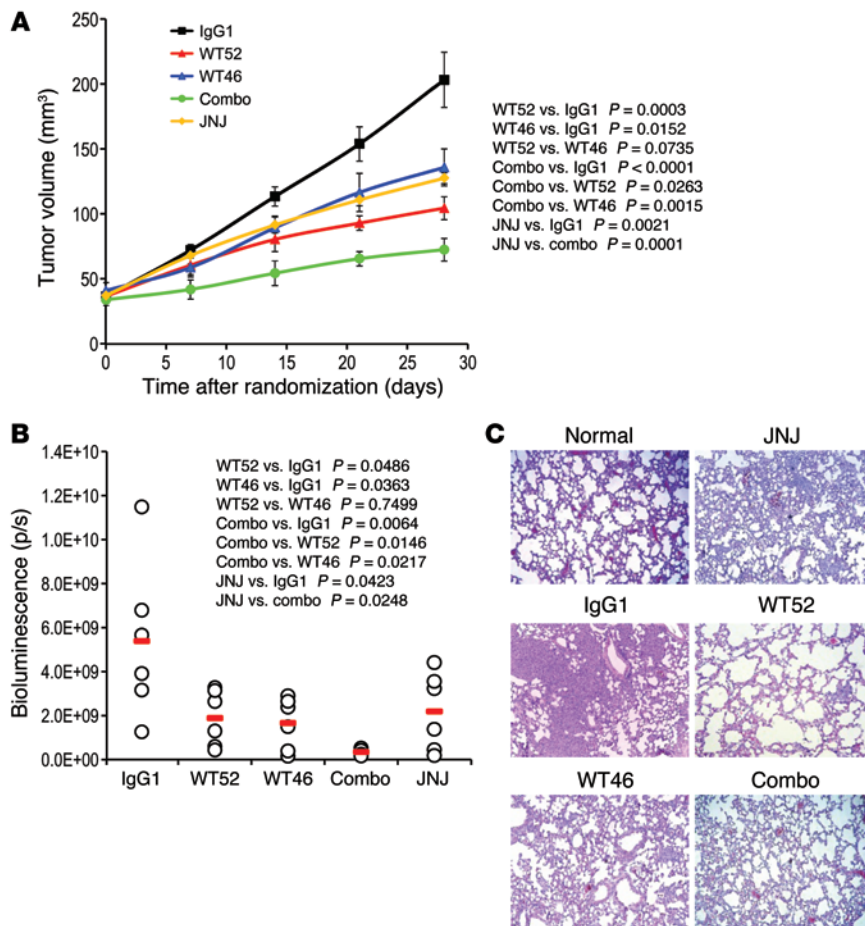 A
IgG1
WT52
WT46
Combo
JNJ
Tumor volume (mm³)
250
200
150
100
50
0
0 5 10 15 20 25 30
Time after randomization (days)
WT52 vs. IgG1 P = 0.0003
WT46 vs. IgG1 P = 0.0152
WT52 vs. WT46 P = 0.0735
Combo vs. IgG1 P < 0.0001
Combo vs. WT52 P = 0.0263
Combo vs. WT46 P = 0.0015
JNJ vs. IgG1 P = 0.0021
JNJ vs. combo P = 0.0001
B
Bioluminescence (p/s)
1.4E+10
1.2E+10
1.0E+10
8.0E+09
6.0E+09
4.0E+09
2.0E+09
0.0E+00
WT52 vs. IgG1 P = 0.0486
WT46 vs. IgG1 P = 0.0363
WT52 vs. WT46 P = 0.7499
Combo vs. IgG1 P = 0.0064
Combo vs. WT52 P = 0.0146
Combo vs. WT46 P = 0.0217
JNJ vs. IgG1 P = 0.0423
JNJ vs. combo P = 0.0248
IgG1 WT52 WT46 Combo JNJ
C
Normal JNJ
IgG1 WT52
WT46 Combo